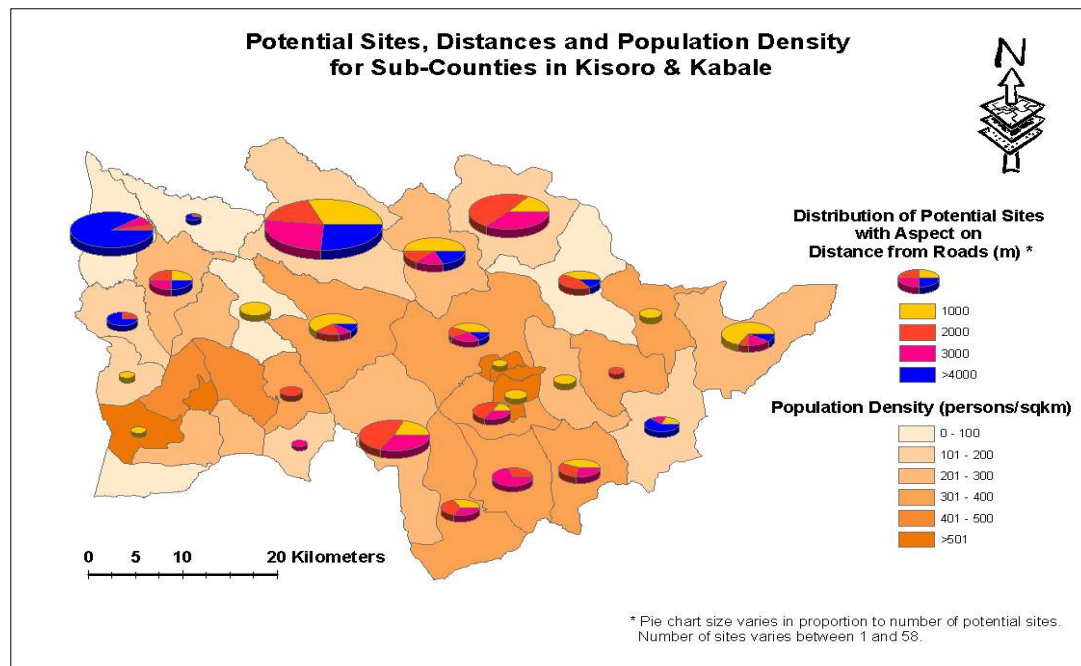 Potential Sites, Distances and Population Density
for Sub-Counties in Kisoro & Kabale
N
Distribution of Potential Sites
with Aspect on
Distance from Roads (m) *
1000
2000
3000
>4000
Population Density (persons/sqkm)
0 - 100
101 - 200
201 - 300
301 - 400
401 - 500
>501
0 5 10 20 Kilometers
* Pie chart size varies in proportion to number of potential sites.
Number of sites varies between 1 and 58.